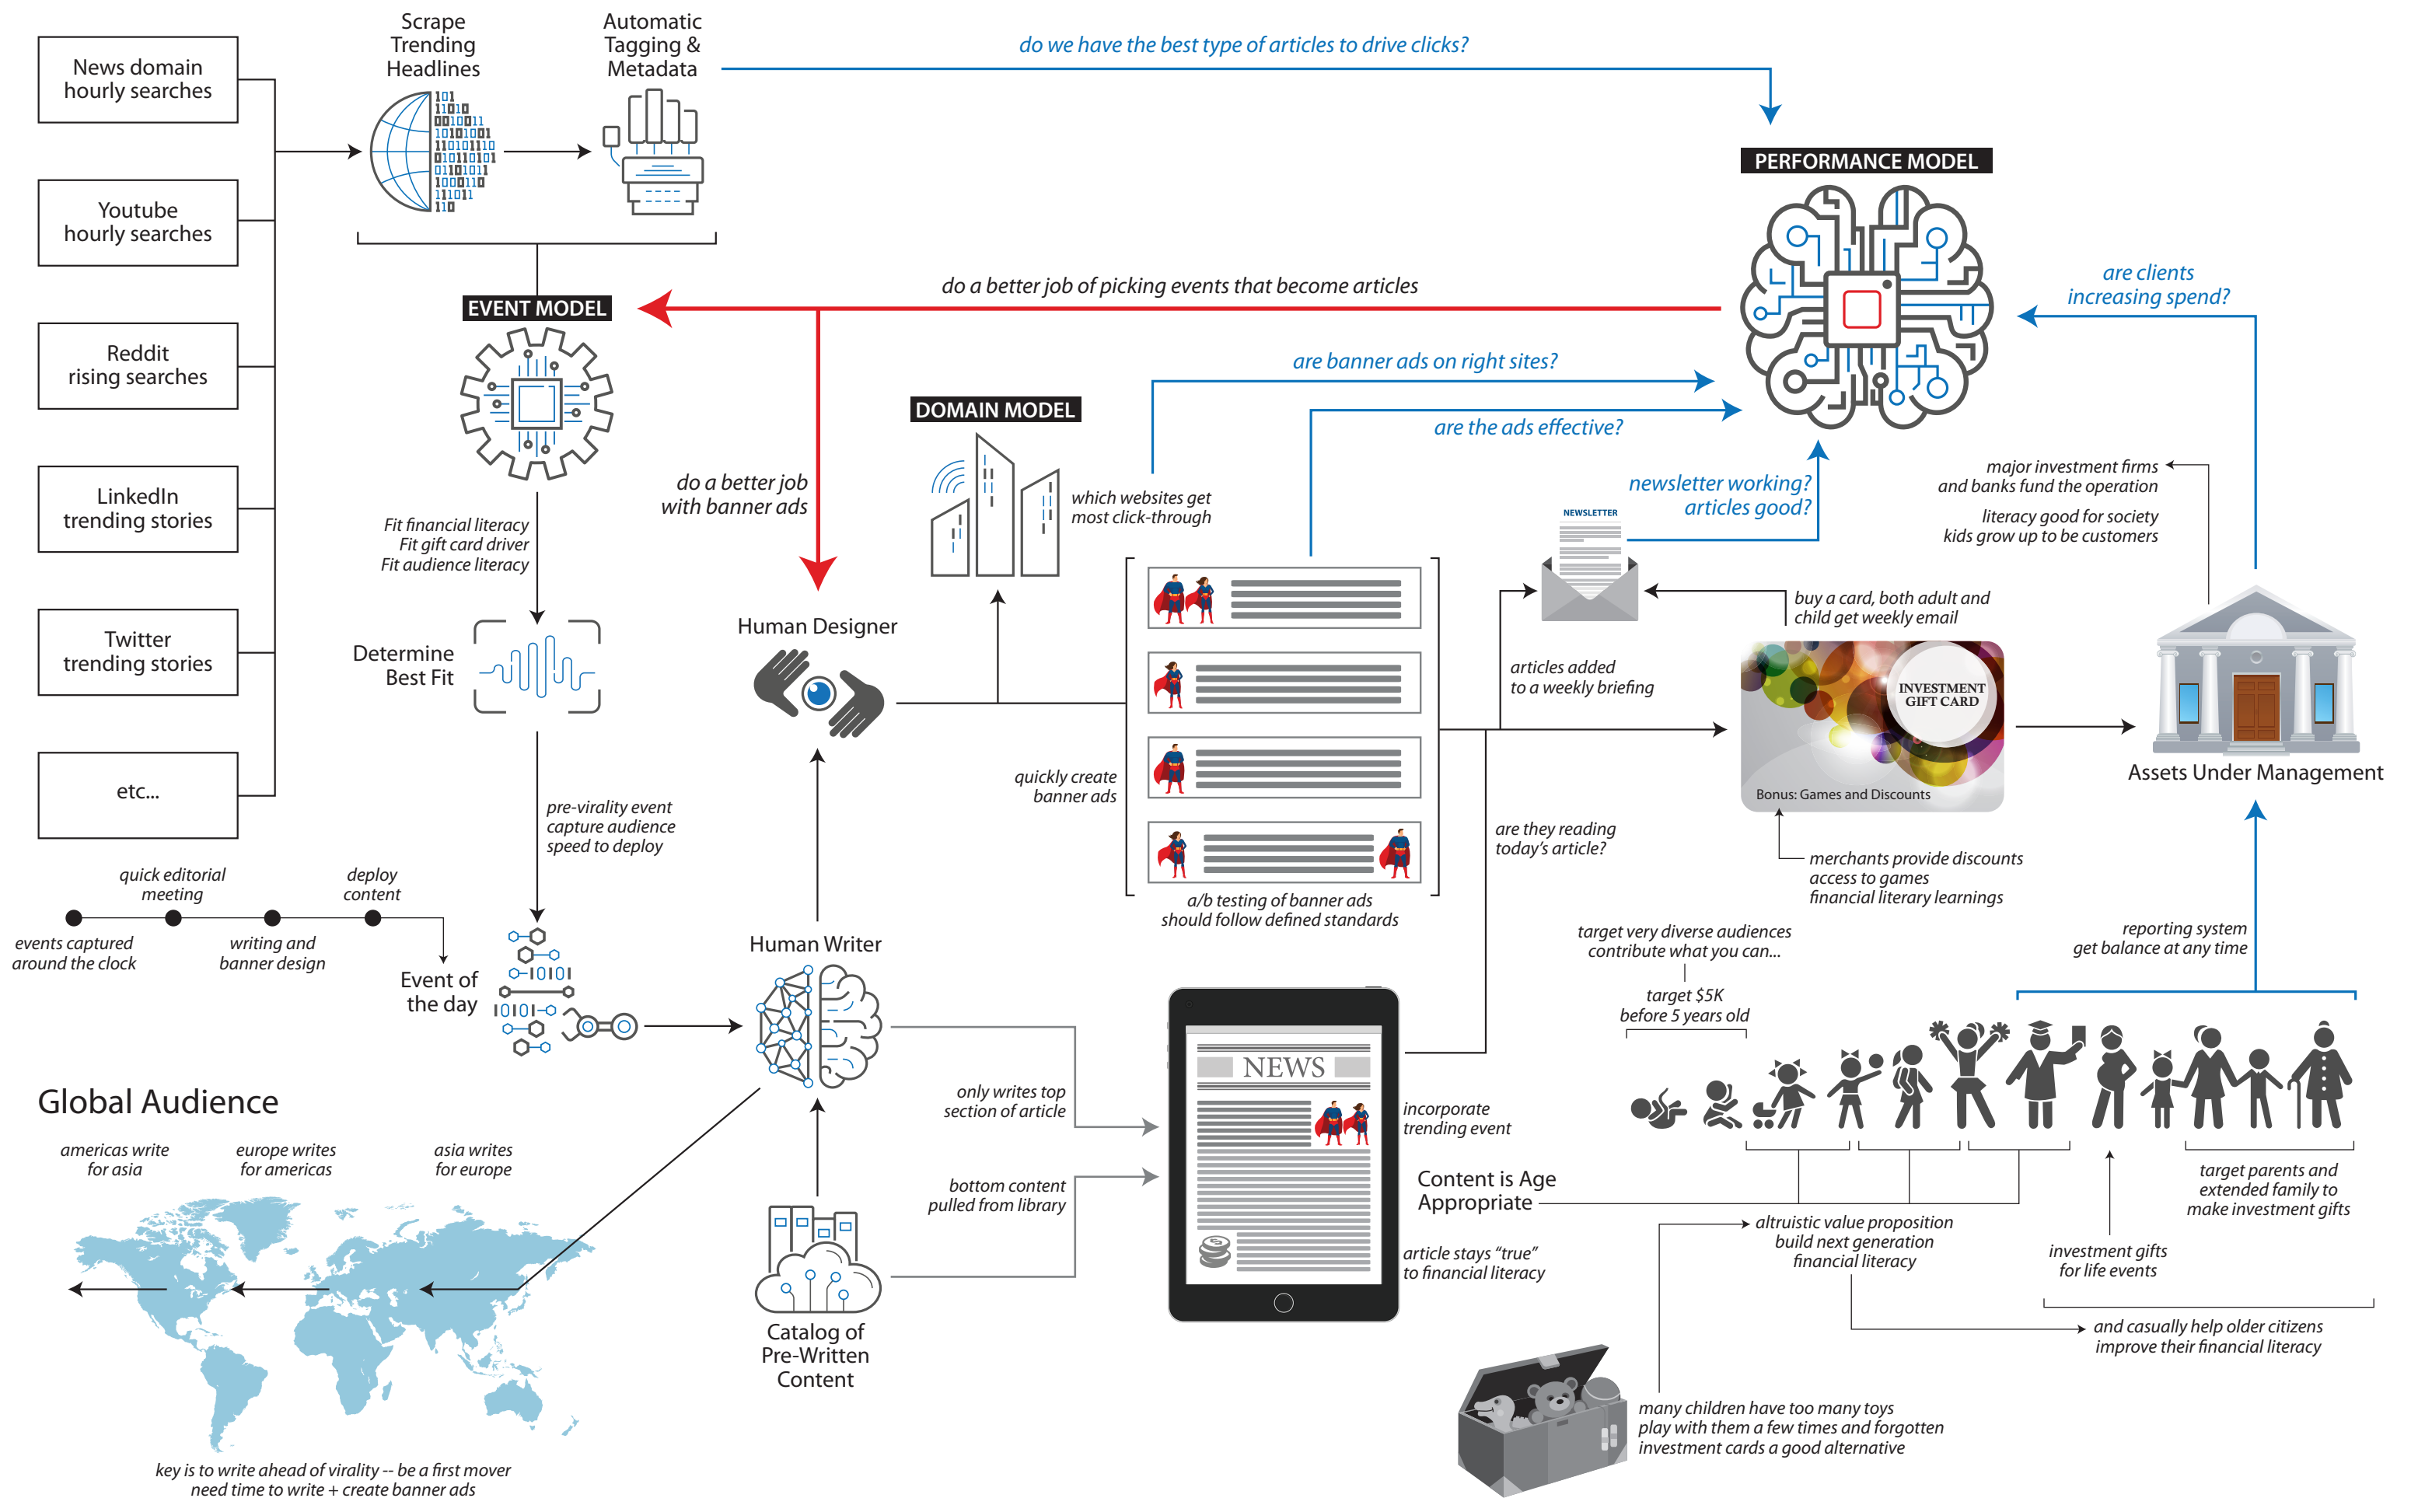 Scrape
Trending
Headlines
Automatic
Tagging &
Metadata
do we have the best type of articles to drive clicks?
News domain
hourly searches
Youtube
hourly searches
Reddit
rising searches
LinkedIn
trending stories
Twitter
trending stories
etc...
PERFORMANCE MODEL
EVENT MODEL
do a better job of picking events that become articles
are clients
increasing spend?
are banner ads on right sites?
are the ads effective?
DOMAIN MODEL
do a better job
with banner ads
which websites get
most click-through
newsletter working?
articles good?
NEWSLETTER
major investment firms
and banks fund the operation
literacy good for society
kids grow up to be customers
Fit financial literacy
Fit gift card driver
Fit audience literacy
Determine
Best Fit
Human Designer
buy a card, both adult and
child get weekly email
articles added
to a weekly briefing
INVESTMENT
GIFT CARD
Bonus: Games and Discounts
Assets Under Management
quickly create
banner ads
pre-virality event
capture audience
speed to deploy
are they reading
today's article?
merchants provide discounts
access to games
financial literary learnings
a/b testing of banner ads
should follow defined standards
quick editorial
meeting
deploy
content
events captured
around the clock
writing and
banner design
Event of
the day
Human Writer
target very diverse audiences
contribute what you can...
target $5K
before 5 years old
reporting system
get balance at any time
NEWS
only writes top
section of article
incorporate
trending event
bottom content
pulled from library
Content is Age
Appropriate
article stays “true”
to financial literacy
altruistic value proposition
build next generation
financial literacy
investment gifts
for life events
target parents and
extended family to
make investment gifts
and casually help older citizens
improve their financial literacy
Global Audience
americas write
for asia
europe writes
for americas
asia writes
for europe
Catalog of
Pre-Written
Content
many children have too many toys
play with them a few times and forgotten
investment cards a good alternative
key is to write ahead of virality -- be a first mover
need time to write + create banner ads